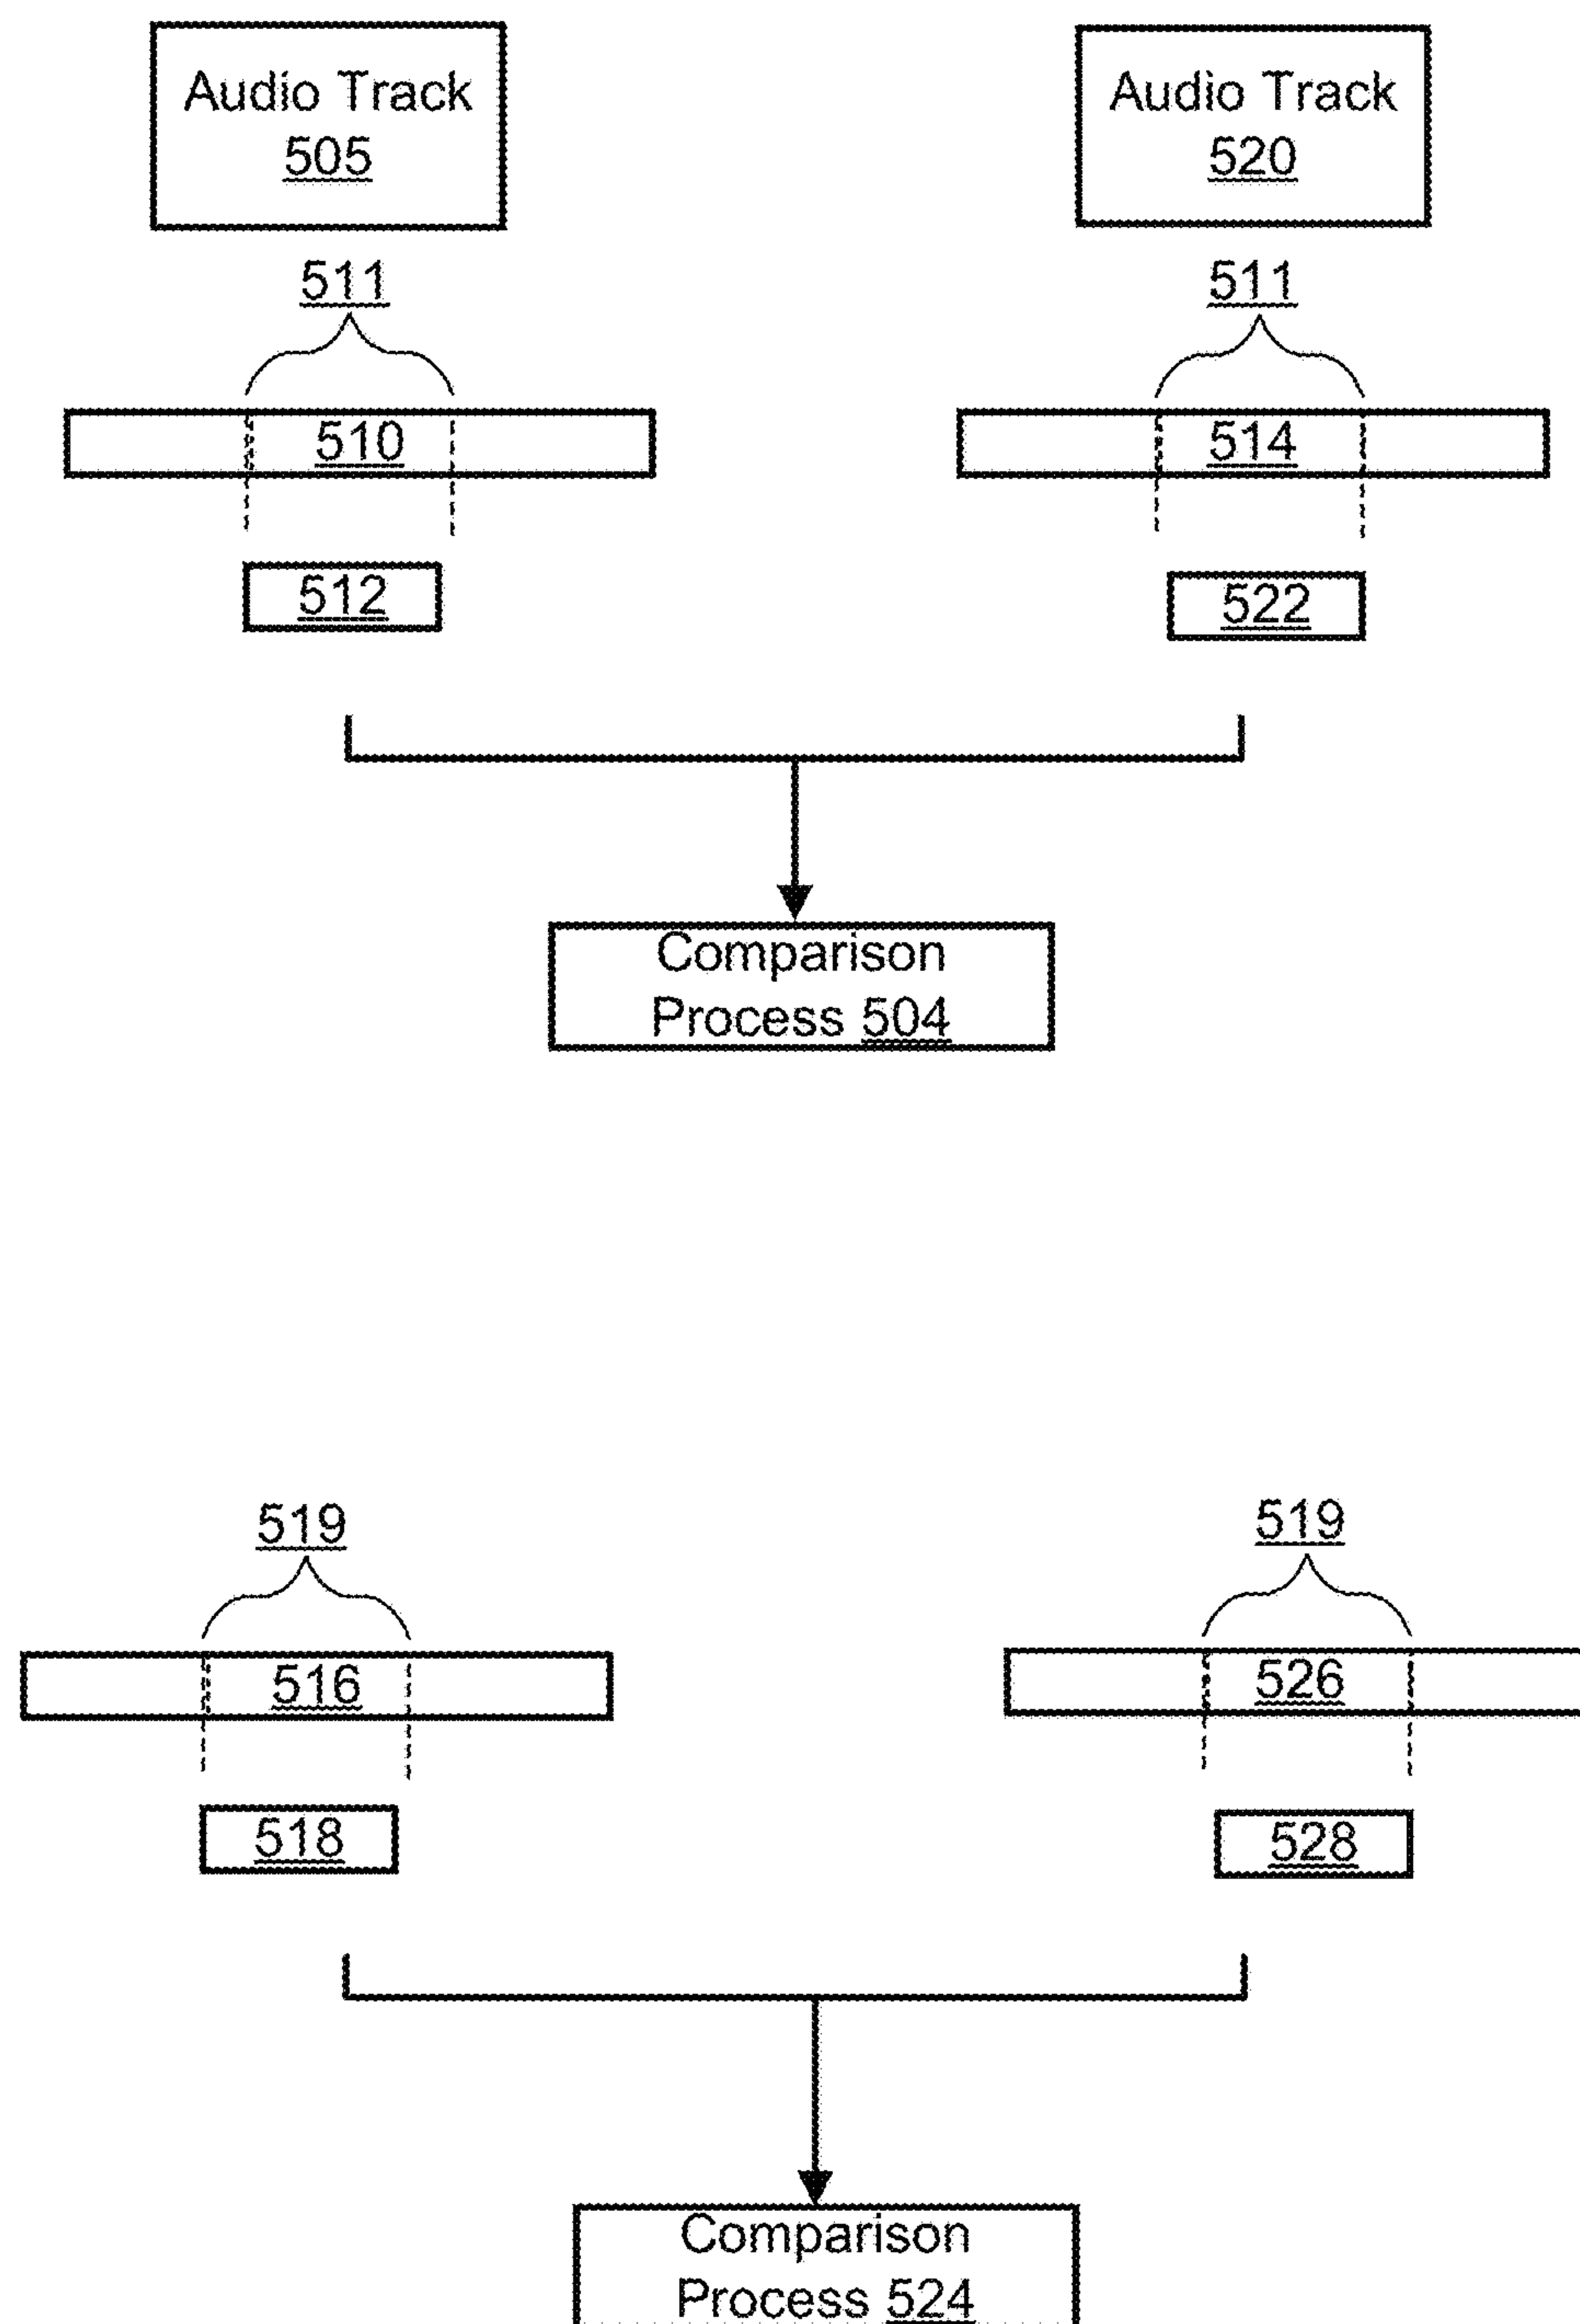 Audio Track
505
Audio Track
520
511
511
510
514
512
522
Comparison
Process 504
519
519
516
526
518
528
Comparison
Process 524